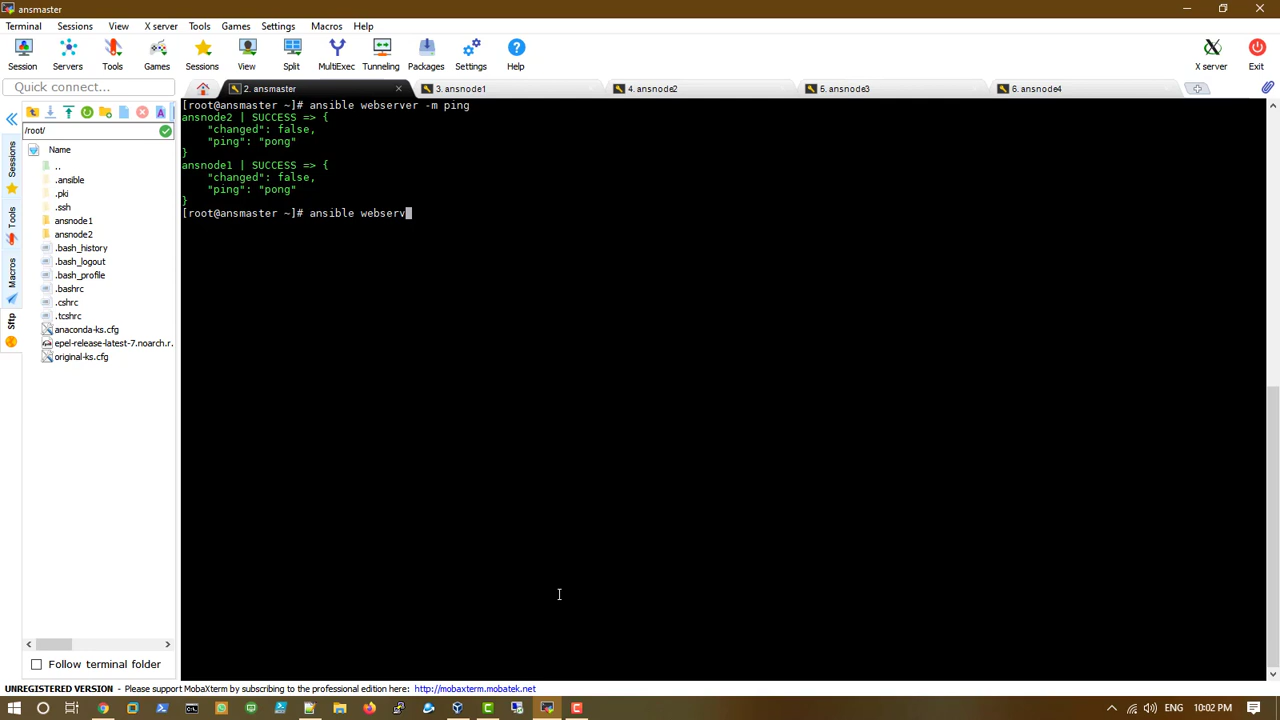 ansmaster
Terminal Sessions View X server Tools Games Settings Macros Help
Session Servers Tools Games Sessions View Split MultiExec Tunneling Packages Settings Help X server Exit
Quick connect...
2. ansmaster 3. ansnode1 4. ansnode2 5. ansnode3 6. ansnode4
/root/
Name
..
.ansible
.pki
.ssh
ansnode1
ansnode2
.bash_history
.bash_logout
.bash_profile
.bashrc
.cshrc
.tcshrc
anaconda-ks.cfg
epel-release-latest-7.noarch.r.
original-ks.cfg
Sessions
Tools
Macros
Sftp
[root@ansmaster ~]# ansible webserver -m ping
ansnode2 | SUCCESS => {
"changed": false,
"ping": "pong"
}
ansnode1 | SUCCESS => {
"changed": false,
"ping": "pong"
}
[root@ansmaster ~]# ansible webserv
Follow terminal folder
UNREGISTERED VERSION - Please support MobaXterm by subscribing to the professional edition here: http://mobaxterm.mobatek.net
ENG 10:02 PM